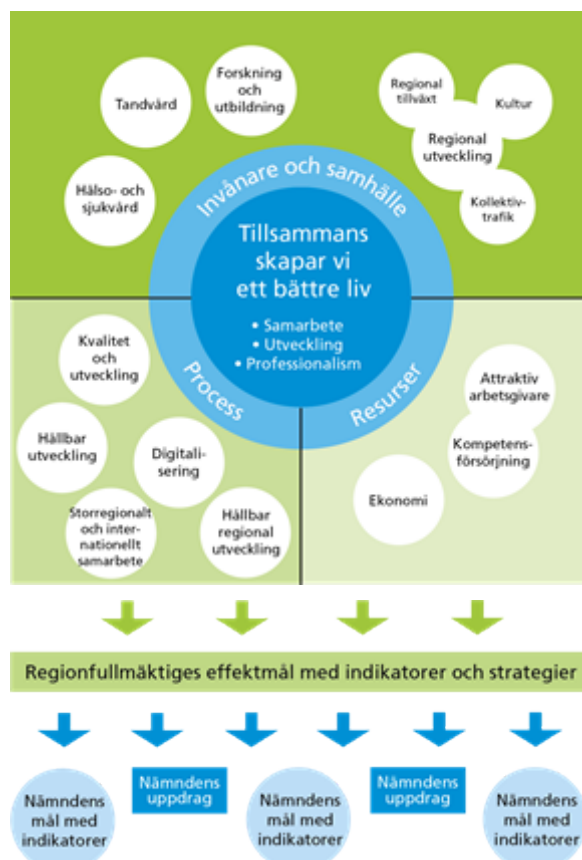 Tandvård
Forskning
och
utbildning
Hälso- och
sjukvård
Regional
tillväxt
Kultur
Regional
utveckling
Kollektiv-
trafik
Invånare och samhälle
Tillsammans
skapar vi
ett bättre liv
• Samarbete
• Utveckling
• Professionalism
Process
Resurser
Kvalitet
och
utveckling
Hållbar
utveckling
Digitali-
sering
Storregionalt
och inter-
nationellt
samarbete
Hållbar
regional
utveckling
Attraktiv
arbetsgivare
Kompetens-
försörjning
Ekonomi
Regionfullmäktiges effektmål med indikatorer och strategier
Nämndens
mål med
indikatorer
Nämndens
uppdrag
Nämndens
mål med
indikatorer
Nämndens
uppdrag
Nämndens
mål med
indikatorer